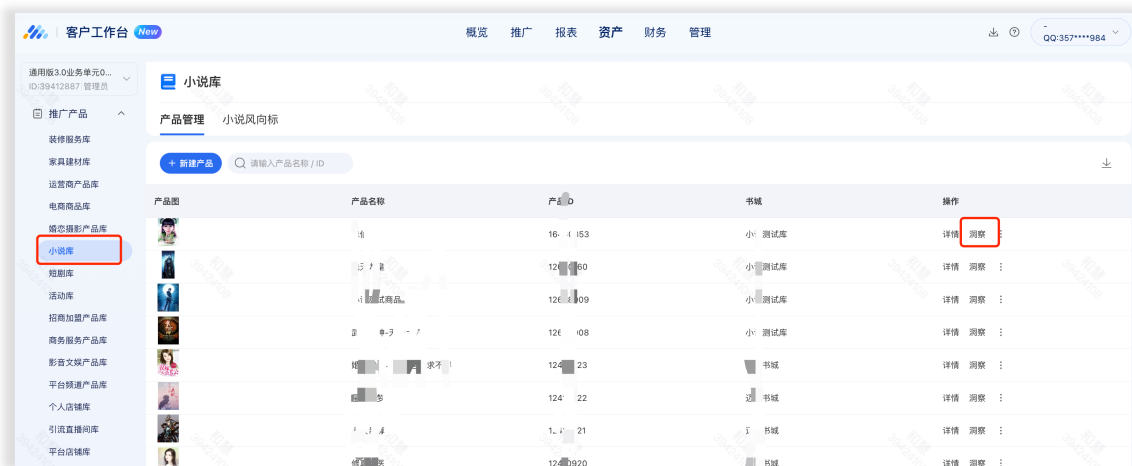 客户工作台 New 概览 推广 报表 资产 财务 管理
QQ:357****984
通用版3.0业务单元0...
ID:39412887 管理员
推广产品
装修服务库
家具建材库
运营商产品库
电商商品库
婚恋摄影产品库
小说库
短剧库
活动库
招商加盟产品库
商务服务产品库
影音文娱产品库
平台频道产品库
个人店铺库
引流直播间库
平台店铺库
小说库
产品管理 小说风向标
+ 新建产品 请输入产品名称 / ID
产品图 产品名称 产品ID 书城 操作
详情 洞察
测试库 详情 洞察
测试库 详情 洞察
测试库 详情 洞察
书城 详情 洞察
书城 详情 洞察
书城 详情 洞察
书城 详情 洞察